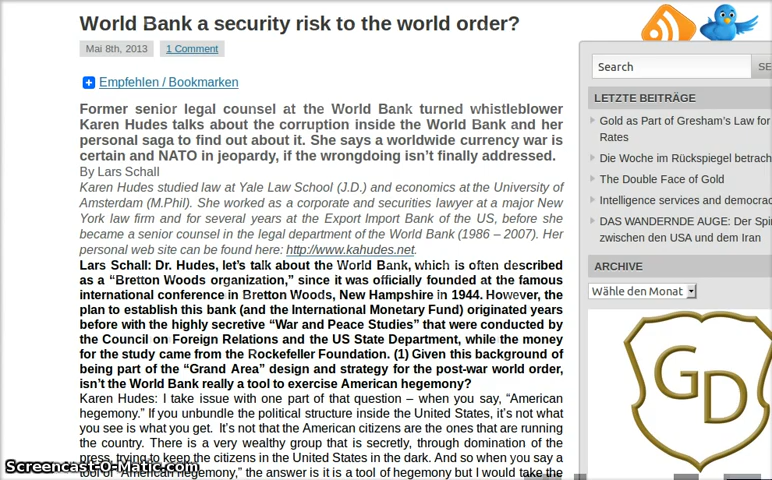 World Bank a security risk to the world order?
Mai 8th, 2013
1 Comment
Empfehlen / Bookmarken
Former senior legal counsel at the World Bank turned whistleblower
Karen Hudes talks about the corruption inside the World Bank and her
personal saga to find out about it. She says a worldwide currency war is
certain and NATO in jeopardy, if the wrongdoing isn't finally addressed.
By Lars Schall
Karen Hudes studied law at Yale Law School (J.D.) and economics at the University of
Amsterdam (M.Phil). She worked as a corporate and securities lawyer at a major New
York law firm and for several years at the Export Import Bank of the US, before she
became a senior counsel in the legal department of the World Bank (1986 – 2007). Her
personal web site can be found here: http://www.kahudes.net.
Lars Schall: Dr. Hudes, let's talk about the World Bank, which is often described
as a “Bretton Woods organization,” since it was officially founded at the famous
international conference in Bretton Woods, New Hampshire in 1944. However, the
plan to establish this bank (and the International Monetary Fund) originated years
before with the highly secretive “War and Peace Studies” that were conducted by
the Council on Foreign Relations and the US State Department, while the money
for the study came from the Rockefeller Foundation. (1) Given this background of
being part of the “Grand Area” design and strategy for the post-war world order,
isn't the World Bank really a tool to exercise American hegemony?
Karen Hudes: I take issue with one part of that question – when you say, “American
hegemony.” If you unbundle the political structure inside the United States, it's not what
you see is what you get. It's not that the American citizens are the ones that are running
the country. There is a very wealthy group that is secretly, through domination of the
press, trying to keep the citizens in the United States in the dark. And so when you say a
tool of “American hegemony,” the answer is it is a tool of hegemony but I would take the
Search
SE
LETZTE BEITRÄGE
Gold as Part of Gresham's Law for
Rates
Die Woche im Rückspiegel betrach
The Double Face of Gold
Intelligence services and democrac
DAS WANDERNDE AUGE: Der Spi
zwischen den USA und dem Iran
ARCHIVE
Wähle den Monat
GD
Screencast-O-Matic.com